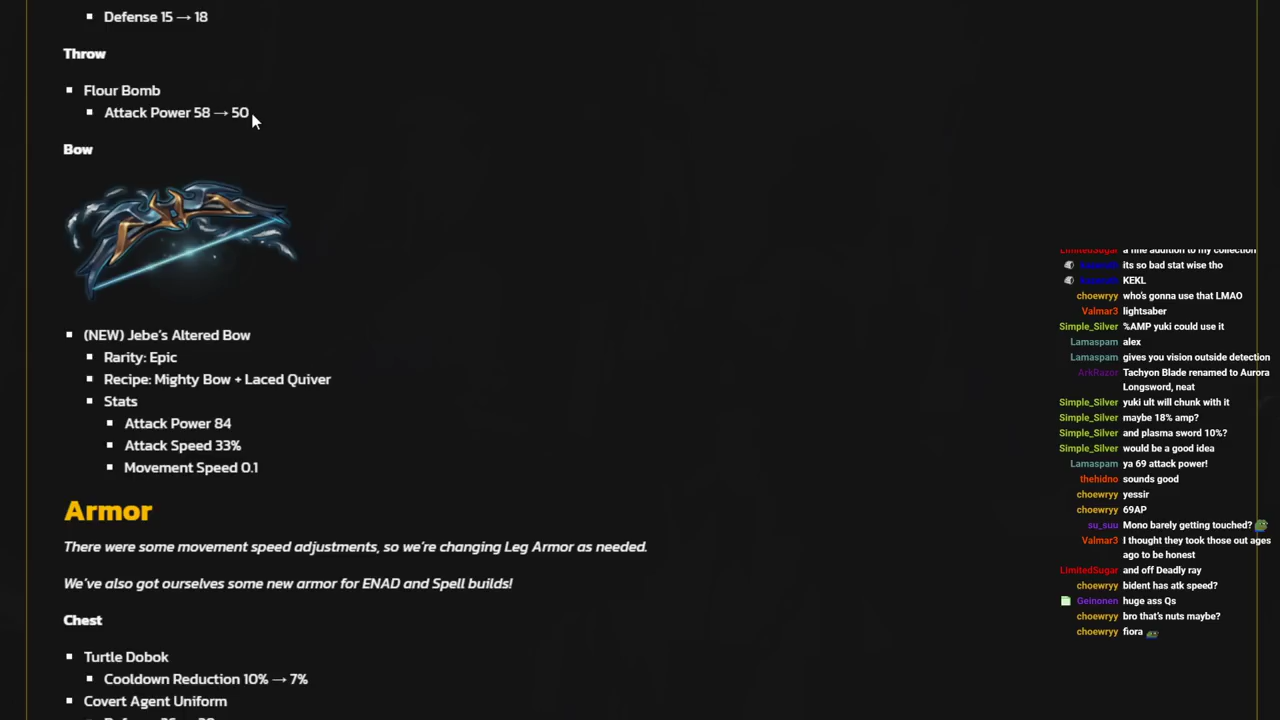 Defense 15 → 18
Throw
Flour Bomb
Attack Power 58 → 50
Bow
(NEW) Jebe's Altered Bow
Rarity: Epic
Recipe: Mighty Bow + Laced Quiver
Stats
Attack Power 84
Attack Speed 33%
Movement Speed 0.1
Armor
There were some movement speed adjustments, so we're changing Leg Armor as needed.
We've also got ourselves some new armor for ENAD and Spell builds!
Chest
Turtle Dobok
Cooldown Reduction 10% → 7%
Covert Agent Uniform
LimitedSugar a fine addition to my collection
its so bad stat wise tho
KEKL
choewryy who's gonna use that LMAO
Valmar3 lightsaber
Simple_Silver %AMP yuki could use it
Lamaspam alex
Lamaspam gives you vision outside detection
ArkRazor Tachyon Blade renamed to Aurora
Longsword, neat
Simple_Silver yuki ult will chunk with it
Simple_Silver maybe 18% amp?
Simple_Silver and plasma sword 10%?
Simple_Silver would be a good idea
Lamaspam ya 69 attack power!
thehidno sounds good
choewryy yessir
choewryy 69AP
su_suu Mono barely getting touched?
Valmar3 I thought they took those out ages
ago to be honest
LimitedSugar and off Deadly ray
choewryy bident has atk speed?
Geinonen huge ass Qs
choewryy bro that's nuts maybe?
choewryy fiora